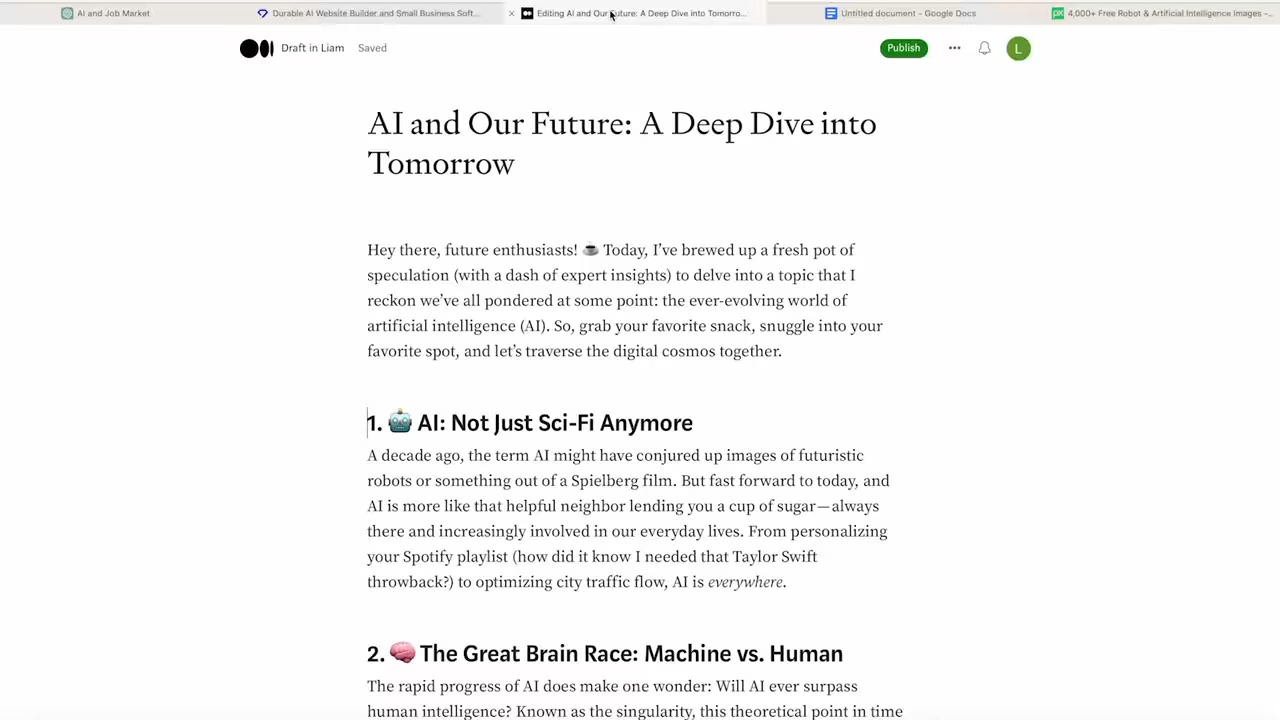 AI and Job Market
Durable AI Website Builder and Small Business Soft...
Editing AI and Our Future: A Deep Dive into Tomorro...
Untitled document - Google Docs
4,000+ Free Robot & Artificial Intelligence Images -...
Draft in Liam
Saved
Publish
L
AI and Our Future: A Deep Dive into
Tomorrow
Hey there, future enthusiasts! ☕ Today, I’ve brewed up a fresh pot of
speculation (with a dash of expert insights) to delve into a topic that I
reckon we’ve all pondered at some point: the ever-evolving world of
artificial intelligence (AI). So, grab your favorite snack, snuggle into your
favorite spot, and let’s traverse the digital cosmos together.
1. 🤖 AI: Not Just Sci-Fi Anymore
A decade ago, the term AI might have conjured up images of futuristic
robots or something out of a Spielberg film. But fast forward to today, and
AI is more like that helpful neighbor lending you a cup of sugar—always
there and increasingly involved in our everyday lives. From personalizing
your Spotify playlist (how did it know I needed that Taylor Swift
throwback?) to optimizing city traffic flow, AI is everywhere.
2. 🧠 The Great Brain Race: Machine vs. Human
The rapid progress of AI does make one wonder: Will AI ever surpass
human intelligence? Known as the singularity, this theoretical point in time